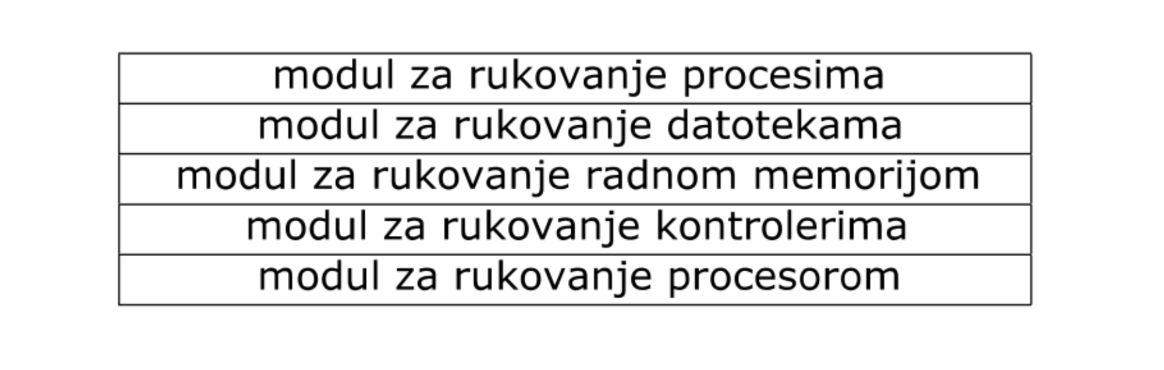 modul za rukovanje procesima
modul za rukovanje datotekama
modul za rukovanje radnom memorijom
modul za rukovanje kontrolerima
modul za rukovanje procesorom